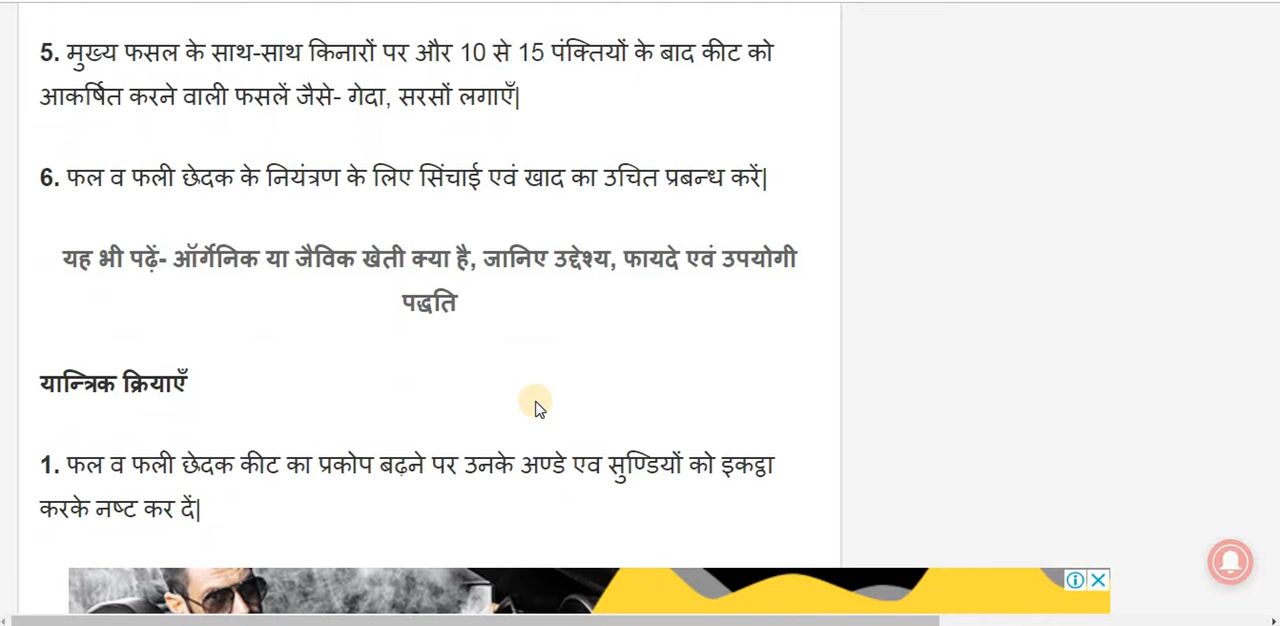 5. मुख्य फसल के साथ-साथ किनारों पर और 10 से 15 पंक्तियों के बाद कीट को
आकर्षित करने वाली फसलें जैसे- गेदा, सरसों लगाएँ|
6. फल व फली छेदक के नियंत्रण के लिए सिंचाई एवं खाद का उचित प्रबन्ध करें|
यह भी पढ़ें- ऑर्गेनिक या जैविक खेती क्या है, जानिए उद्देश्य, फायदे एवं उपयोगी
पद्धति
यान्त्रिक क्रियाएँ
1. फल व फली छेदक कीट का प्रकोप बढ़ने पर उनके अण्डे एव सुण्डियों को इकट्ठा
करके नष्ट कर दें|